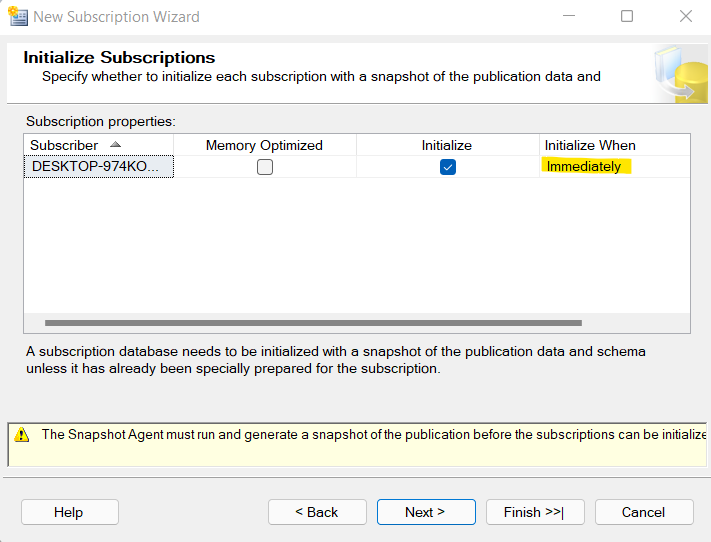 New Subscription Wizard
Initialize Subscriptions
Specify whether to initialize each subscription with a snapshot of the publication data and
Subscription properties:
Subscriber Memory Optimized Initialize Initialize When
DESKTOP-974KO... Immediately
A subscription database needs to be initialized with a snapshot of the publication data and schema
unless it has already been specially prepared for the subscription.
The Snapshot Agent must run and generate a snapshot of the publication before the subscriptions can be initialize
Help < Back Next > Finish >>| Cancel